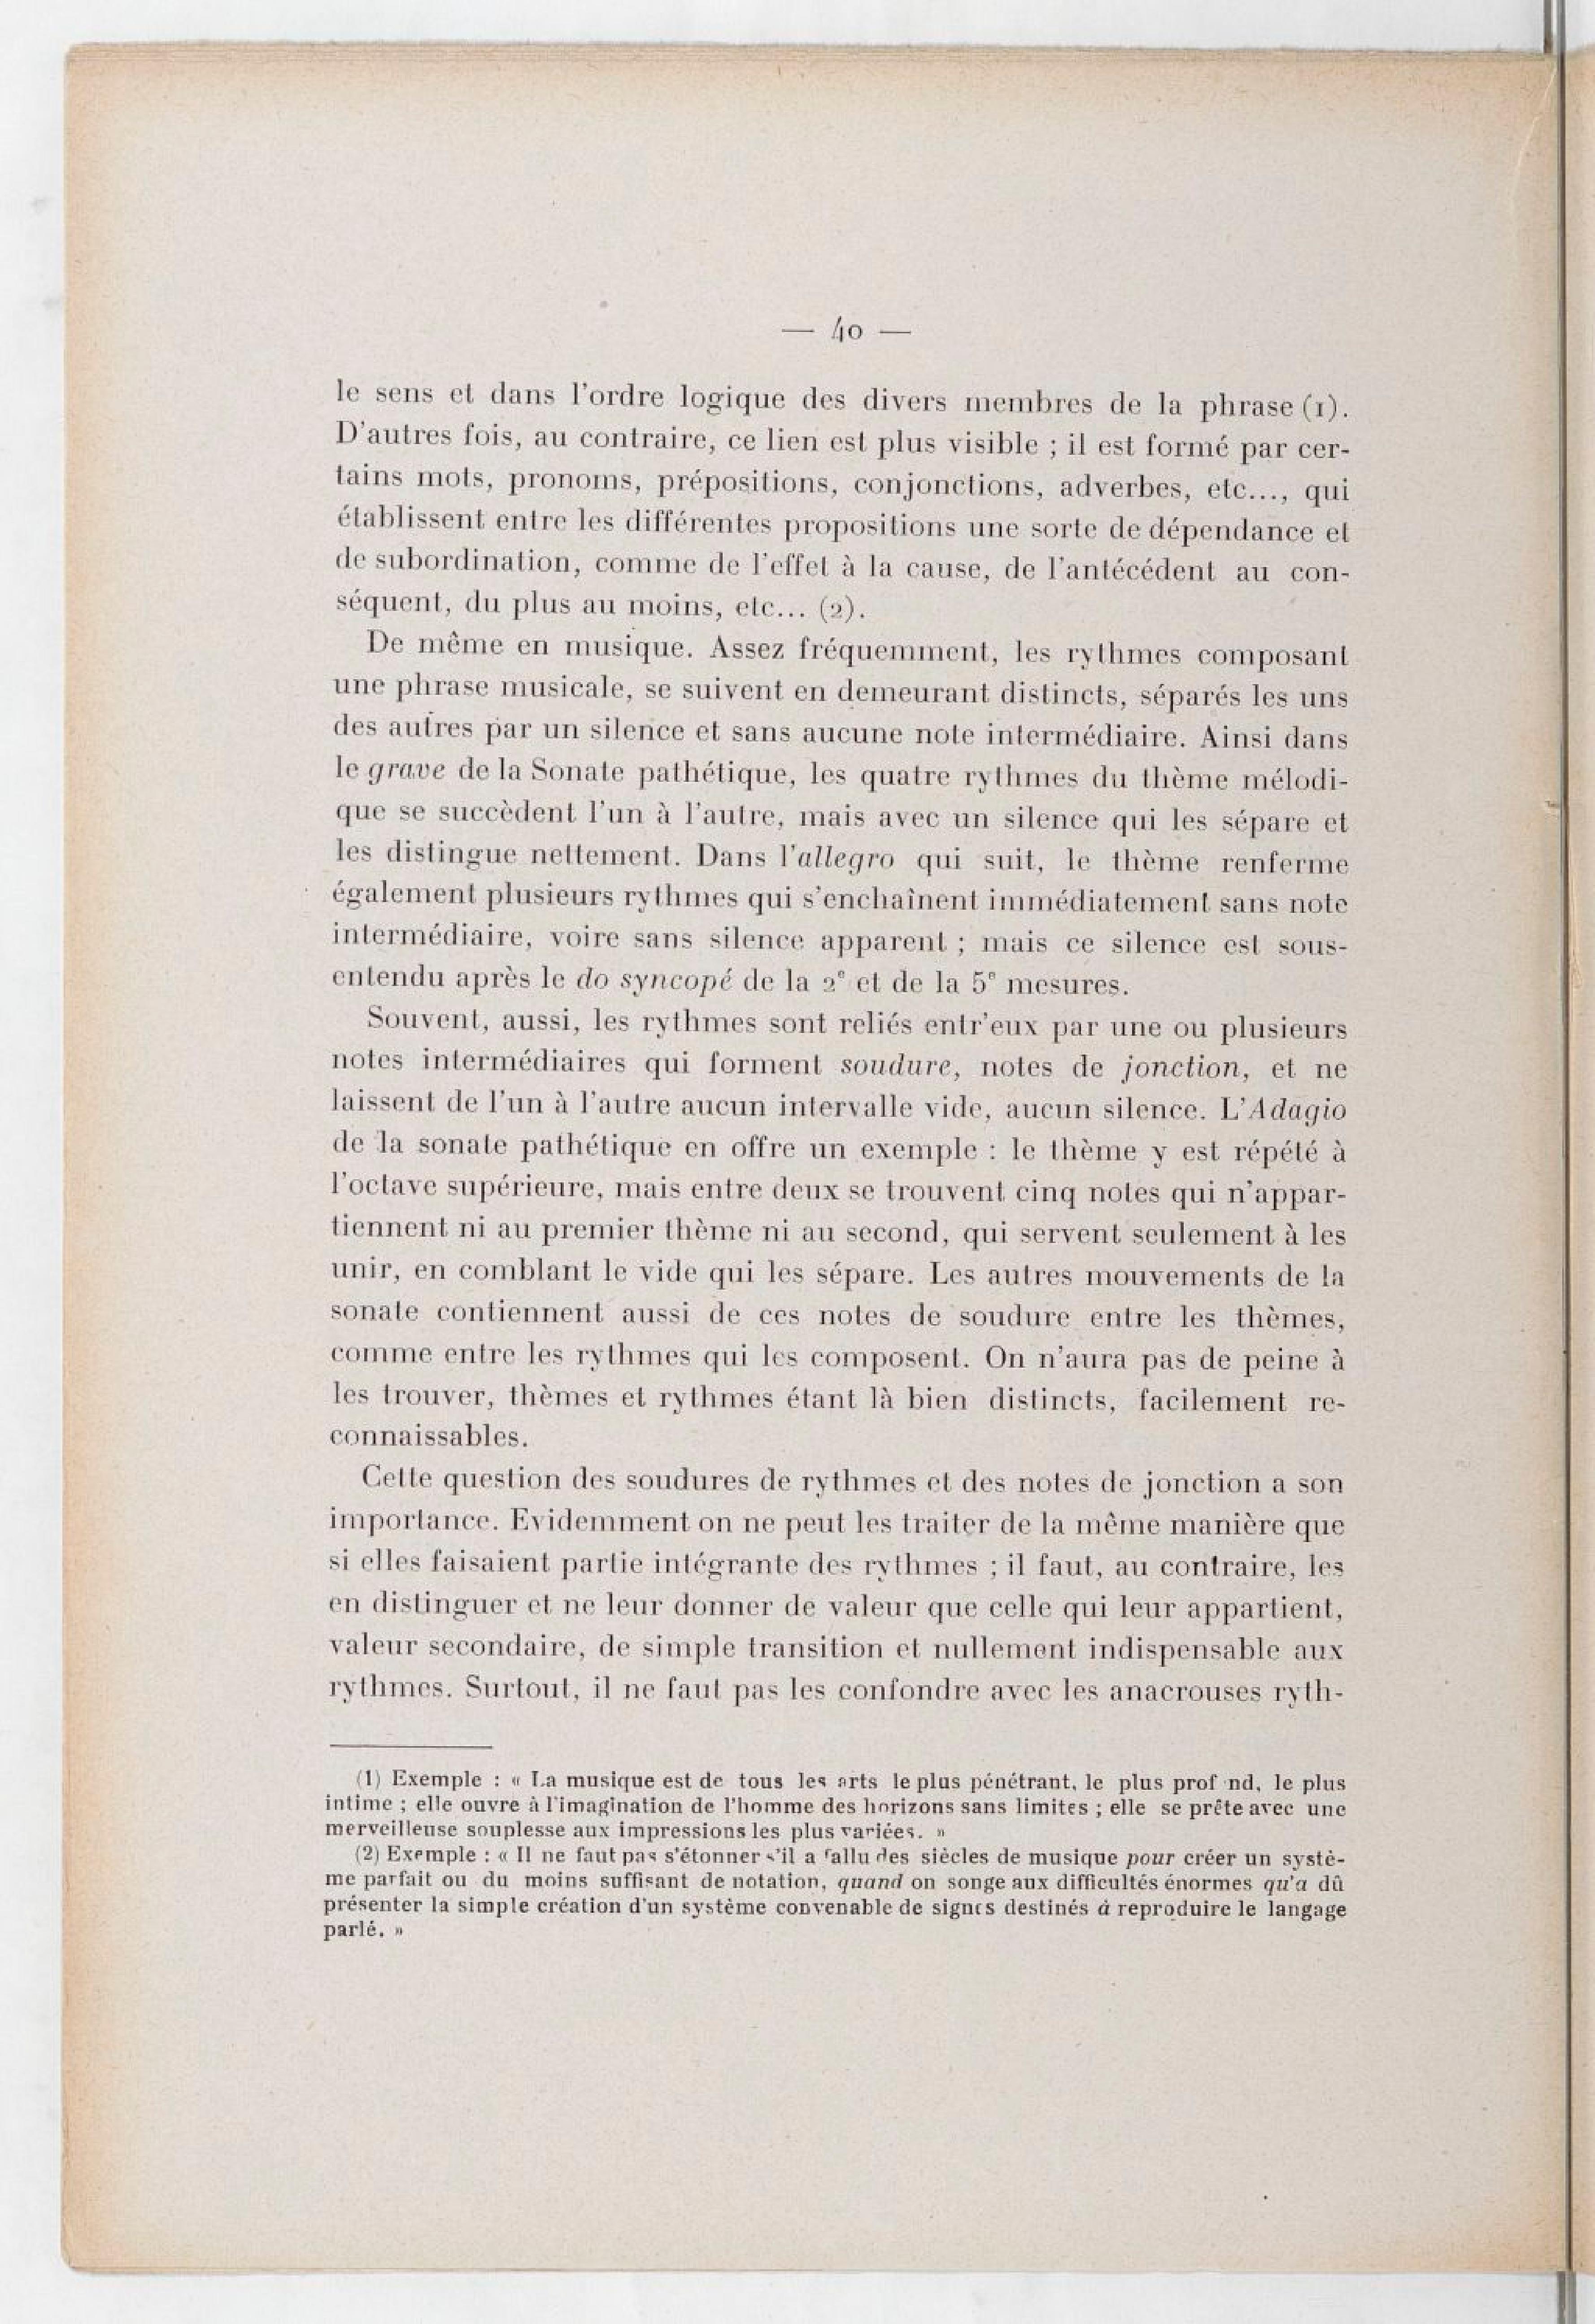 — 40 —
le sens et dans l'ordre logique des divers membres de la phrase (1).
D'autres fois, au contraire, ce lien est plus visible ; il est formé par cer-
tains mots, pronoms, prépositions, conjonctions, adverbes, etc..., qui
établissent entre les différentes propositions une sorte de dépendance et
de subordination, comme de l'effet à la cause, de l'antécédent au con-
séquent, du plus au moins, etc... (2).
De même en musique. Assez fréquemment, les rythmes composant
une phrase musicale, se suivent en demeurant distincts, séparés les uns
des autres par un silence et sans aucune note intermédiaire. Ainsi dans
le grave de la Sonate pathétique, les quatre rythmes du thème mélodi-
que se succèdent l'un à l'autre, mais avec un silence qui les sépare et
les distingue nettement. Dans l'allegro qui suit, le thème renferme
également plusieurs rythmes qui s'enchaînent immédiatement sans note
intermédiaire, voire sans silence apparent ; mais ce silence est sous-
entendu après le do syncopé de la 2e et de la 5e mesures.
Souvent, aussi, les rythmes sont reliés entr'eux par une ou plusieurs
notes intermédiaires qui forment soudure, notes de jonction, et ne
laissent de l'un à l'autre aucun intervalle vide, aucun silence. L'Adagio
de la sonate pathétique en offre un exemple : le thème y est répété à
l'octave supérieure, mais entre deux se trouvent cinq notes qui n'appar-
tiennent ni au premier thème ni au second, qui servent seulement à les
unir, en comblant le vide qui les sépare. Les autres mouvements de la
sonate contiennent aussi de ces notes de soudure entre les thèmes,
comme entre les rythmes qui les composent. On n'aura pas de peine à
les trouver, thèmes et rythmes étant là bien distincts, facilement re-
connaissables.
Cette question des soudures de rythmes et des notes de jonction a son
importance. Evidemment on ne peut les traiter de la même manière que
si elles faisaient partie intégrante des rythmes ; il faut, au contraire, les
en distinguer et ne leur donner de valeur que celle qui leur appartient,
valeur secondaire, de simple transition et nullement indispensable aux
rythmes. Surtout, il ne faut pas les confondre avec les anacrouses ryth-
(1) Exemple : « La musique est de tous les arts le plus pénétrant, le plus prof nd, le plus
intime ; elle ouvre à l'imagination de l'homme des horizons sans limites ; elle se prête avec une
merveilleuse souplesse aux impressions les plus variées. »
(2) Exemple : « Il ne faut pas s'étonner s'il a fallu des siècles de musique pour créer un systè-
me parfait ou du moins suffisant de notation, quand on songe aux difficultés énormes qu'a dû
présenter la simple création d'un système convenable de signes destinés à reproduire le langage
parlé. »